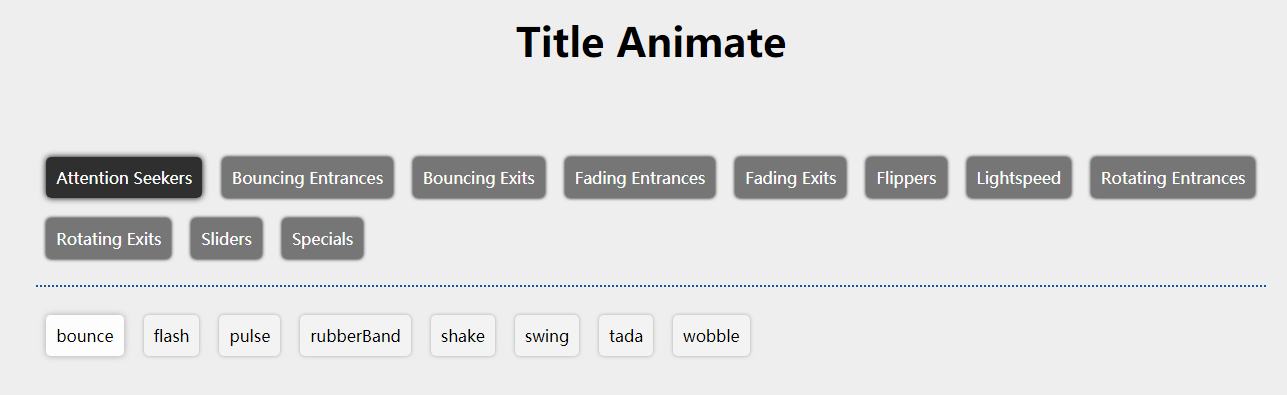 Title Animate
Attention Seekers Bouncing Entrances Bouncing Exits Fading Entrances Fading Exits Flippers Lightspeed Rotating Entrances
Rotating Exits Sliders Specials
bounce flash pulse rubberBand shake swing tada wobble